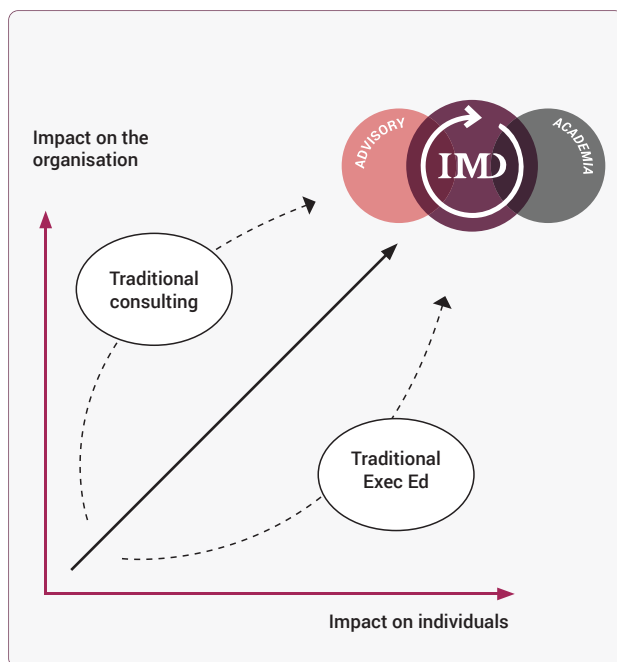 Impact on the
organisation
ADVISORY
IMD
ACADEMIA
Traditional
consulting
Traditional
Exec Ed
Impact on individuals